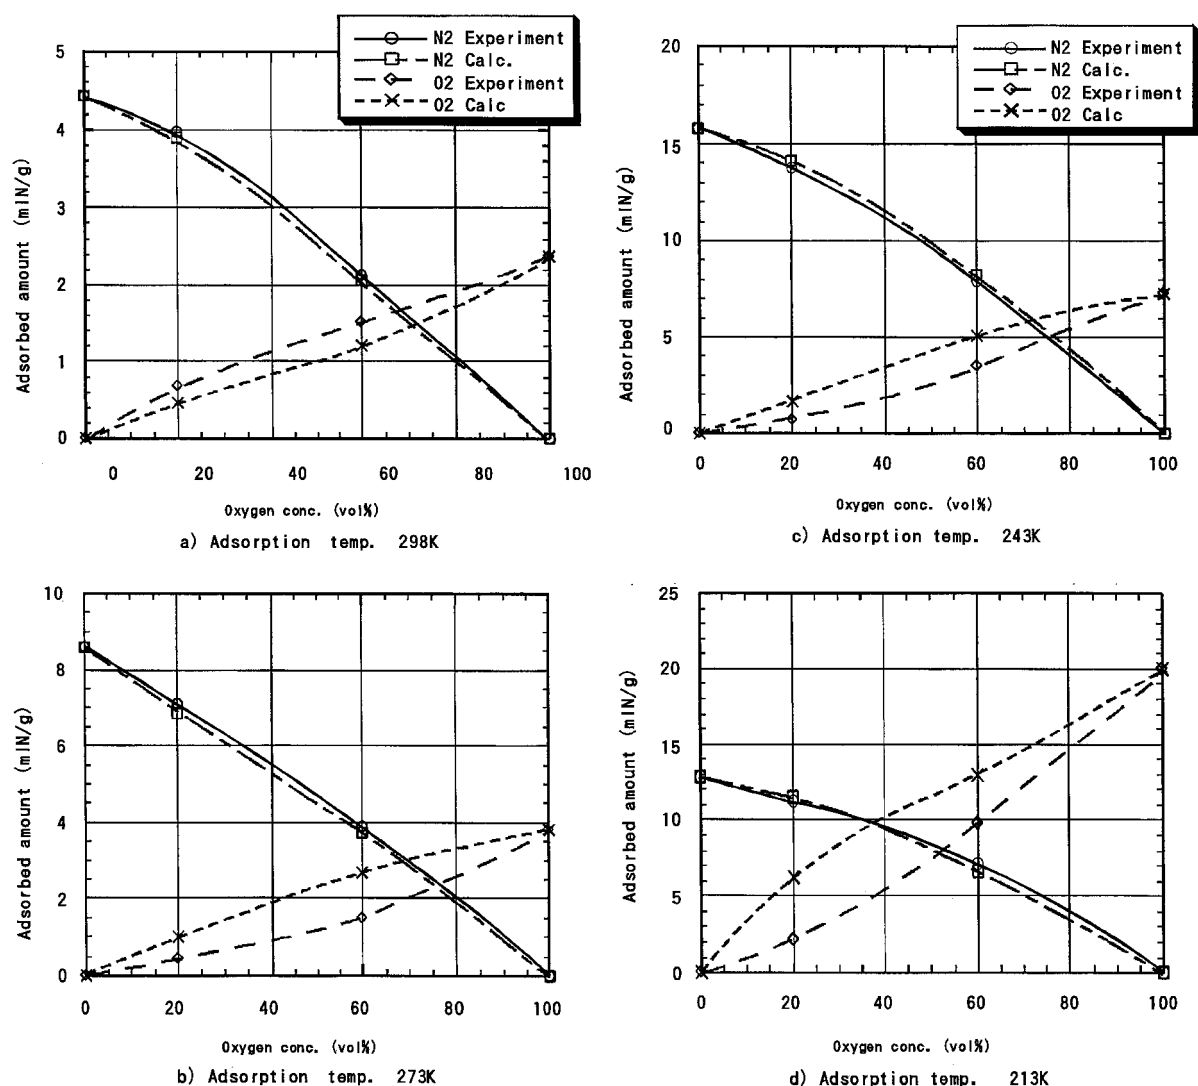 N2 Experiment
N2 Calc.
O2 Experiment
O2 Calc
5
4
3
2
1
0
Adsorbed amount (mlN/g)
0 20 40 60 80 100
Oxygen conc. (vol%)
a) Adsorption temp. 298K
N2 Experiment
N2 Calc.
O2 Experiment
O2 Calc
20
15
10
5
0
Adsorbed amount (mlN/g)
0 20 40 60 80 100
Oxygen conc. (vol%)
c) Adsorption temp. 243K
10
8
6
4
2
0
Adsorbed amount (mlN/g)
0 20 40 60 80 100
Oxygen conc. (vol%)
b) Adsorption temp. 273K
25
20
15
10
5
0
Adsorbed amount (mlN/g)
0 20 40 60 80 100
Oxygen conc. (vol%)
d) Adsorption temp. 213K